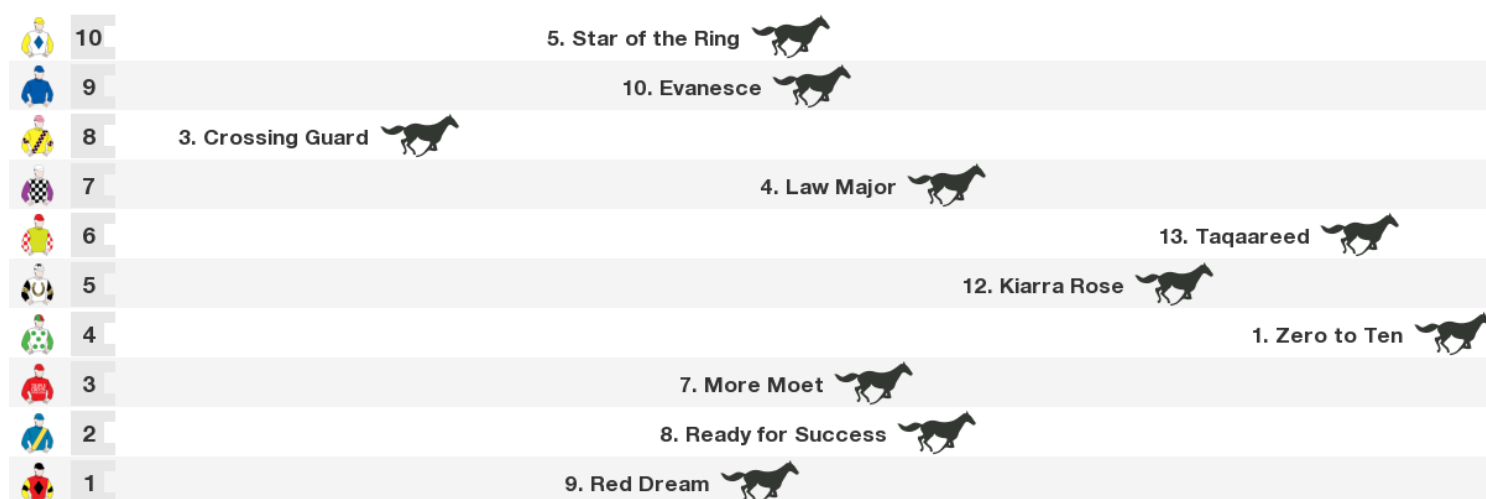 10 5. Star of the Ring
9 10. Evanesce
8 3. Crossing Guard
7 4. Law Major
6 13. Taqaareed
5 12. Kiarra Rose
4 1. Zero to Ten
3 7. More Moet
2 8. Ready for Success
1 9. Red Dream